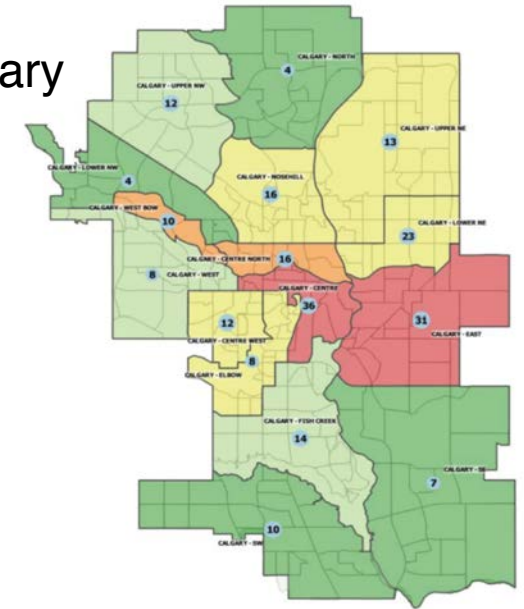 ary
CALGARY - NORTH
4
CALGARY - UPPER NW
12
CALGARY - UPPER NE
13
CALGARY - LOWER NW
4
CALGARY - NOSEHILL
16
CALGARY - WEST BOW
10
CALGARY - LOWER NE
23
CALGARY - CENTRE NORTH
16
8
CALGARY - WEST
CALGARY - CENTRE
36
31
CALGARY - EAST
12
CALGARY - CENTRE WEST
8
CALGARY - ELBOW
CALGARY - FISH CREEK
14
CALGARY - SE
7
10
CALGARY - SW